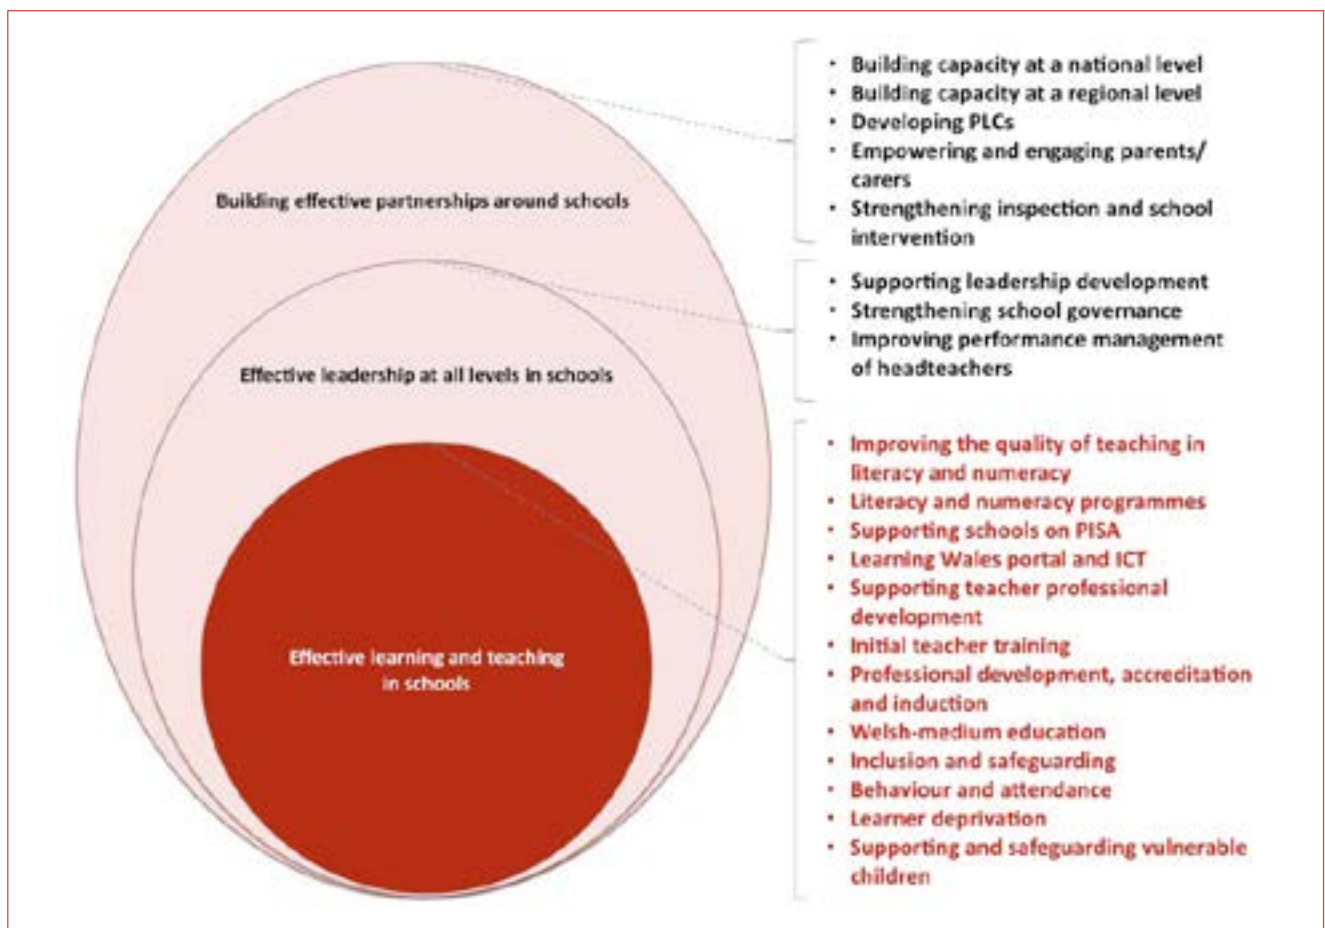 Building effective partnerships around schools
Effective leadership at all levels in schools
Effective learning and teaching
in schools
• Building capacity at a national level
• Building capacity at a regional level
• Developing PLCs
• Empowering and engaging parents/
carers
• Strengthening inspection and school
intervention
• Supporting leadership development
• Strengthening school governance
• Improving performance management
of headteachers
• Improving the quality of teaching in
literacy and numeracy
• Literacy and numeracy programmes
• Supporting schools on PISA
• Learning Wales portal and ICT
• Supporting teacher professional
development
• Initial teacher training
• Professional development, accreditation
and induction
• Welsh-medium education
• Inclusion and safeguarding
• Behaviour and attendance
• Learner deprivation
• Supporting and safeguarding vulnerable
children